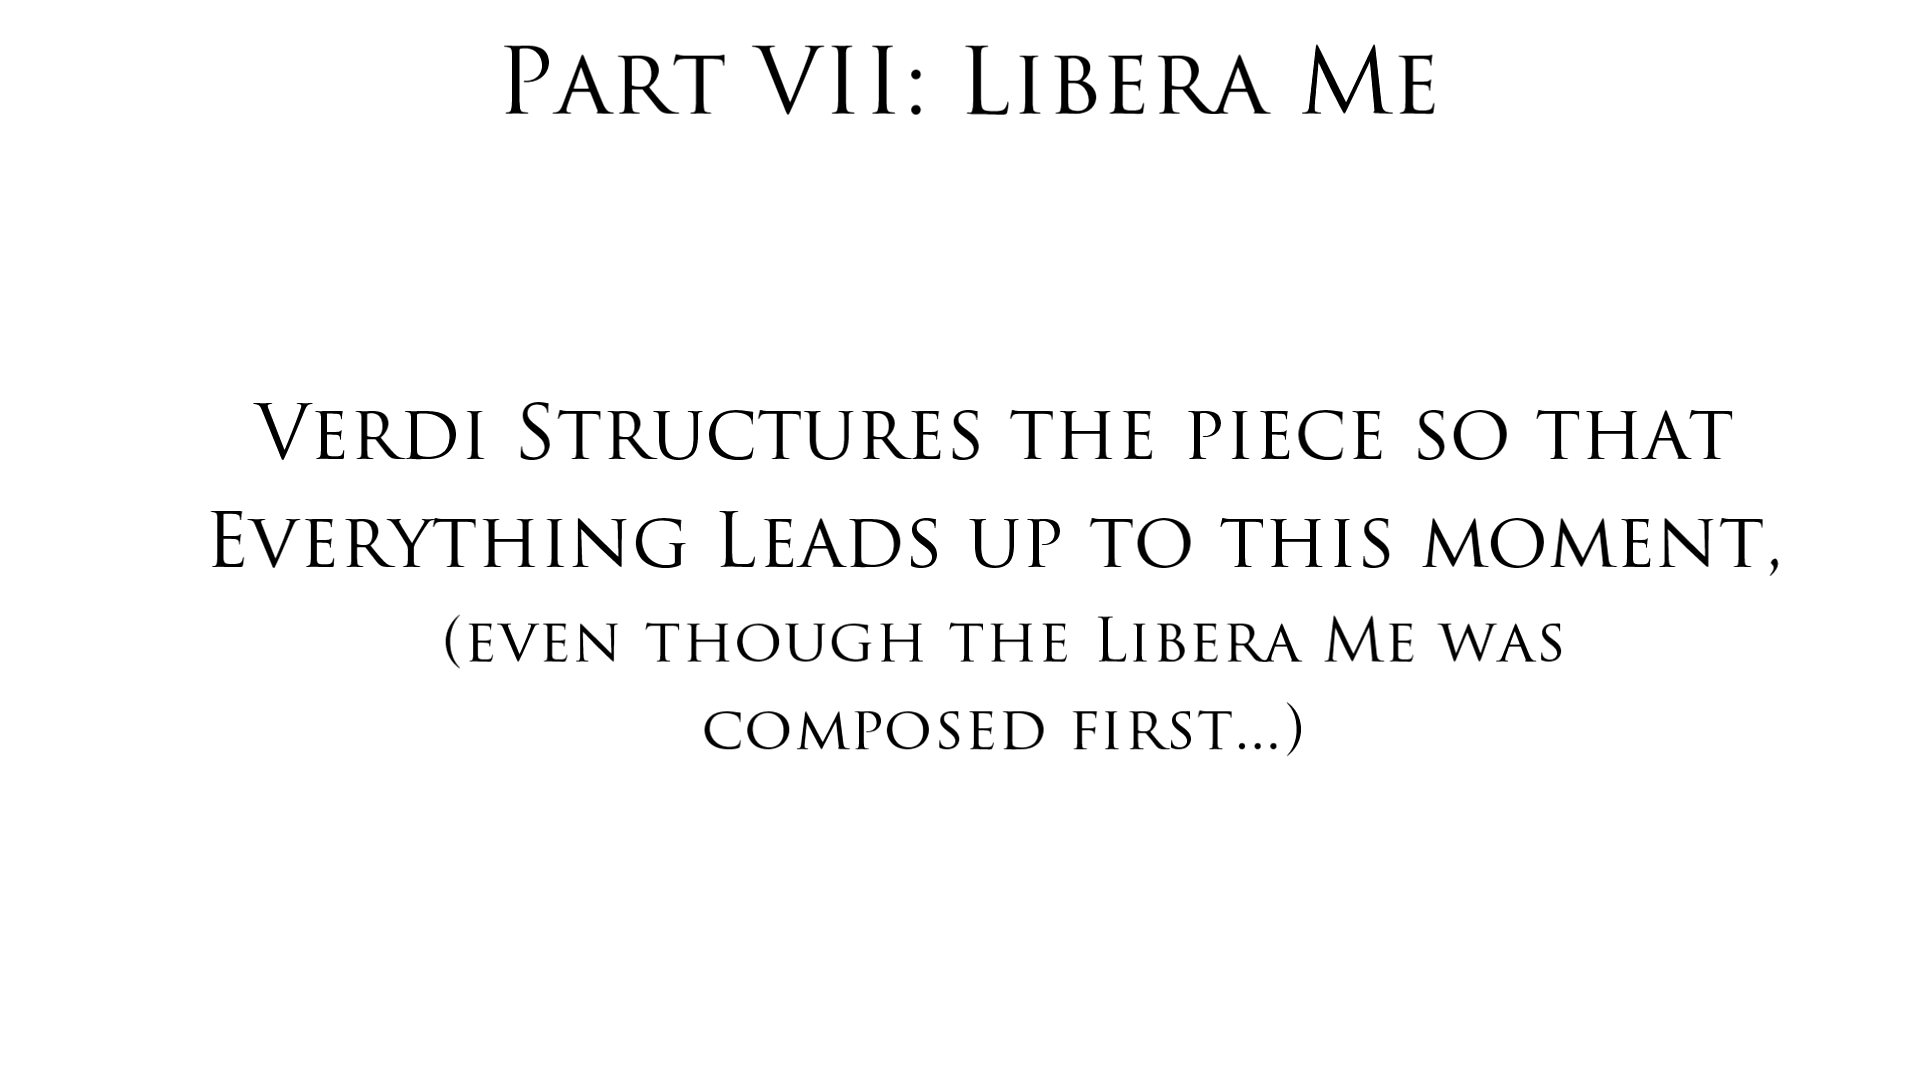 Part VII: Libera Me
Verdi Structures the piece so that
Everything Leads up to this moment,
(even though the Libera Me was
composed first...)